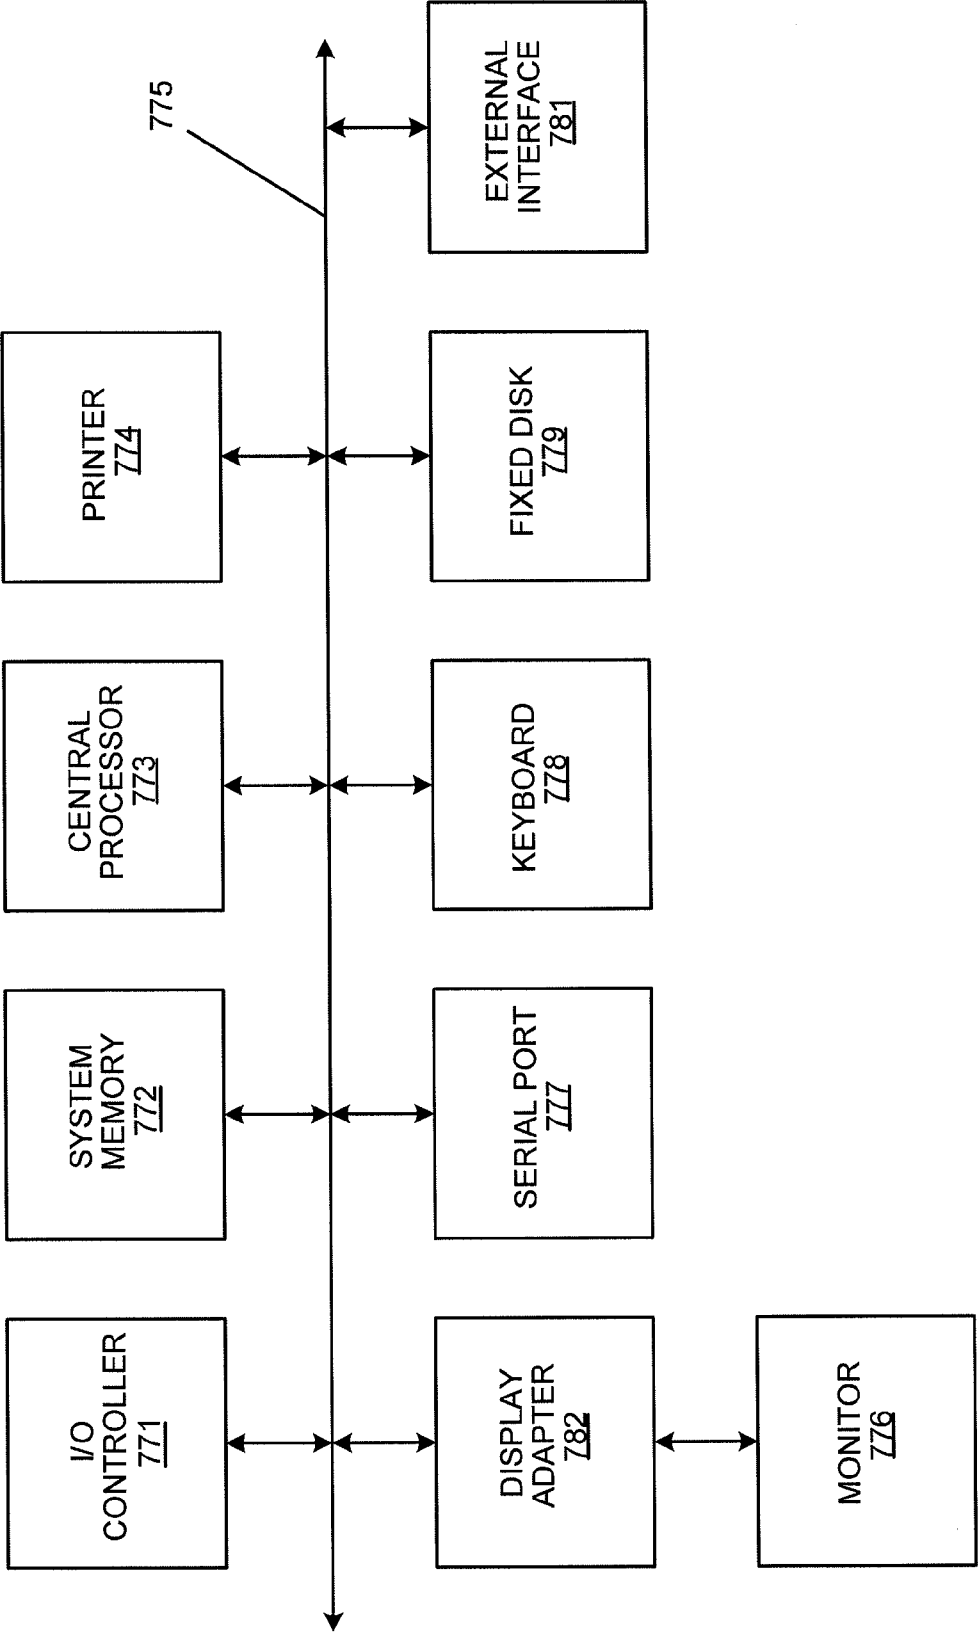 I/O
CONTROLLER
771
SYSTEM
MEMORY
772
CENTRAL
PROCESSOR
773
PRINTER
774
775
DISPLAY
ADAPTER
782
SERIAL PORT
777
KEYBOARD
778
FIXED DISK
779
EXTERNAL
INTERFACE
781
MONITOR
776